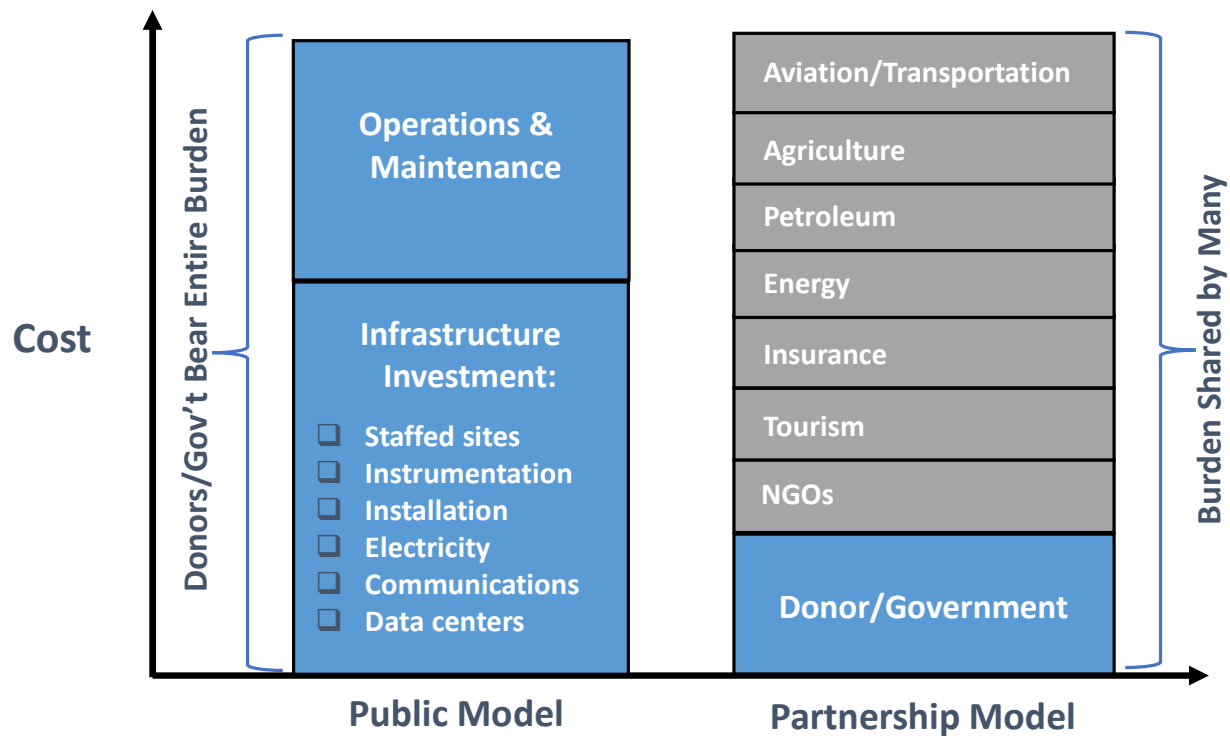 Cost
Donors/Gov't Bear Entire Burden
Operations &
Maintenance
Infrastructure
Investment:
Staffed sites
Instrumentation
Installation
Electricity
Communications
Data centers
Public Model
Aviation/Transportation
Agriculture
Petroleum
Energy
Insurance
Tourism
NGOs
Donor/Government
Partnership Model
Burden Shared by Many